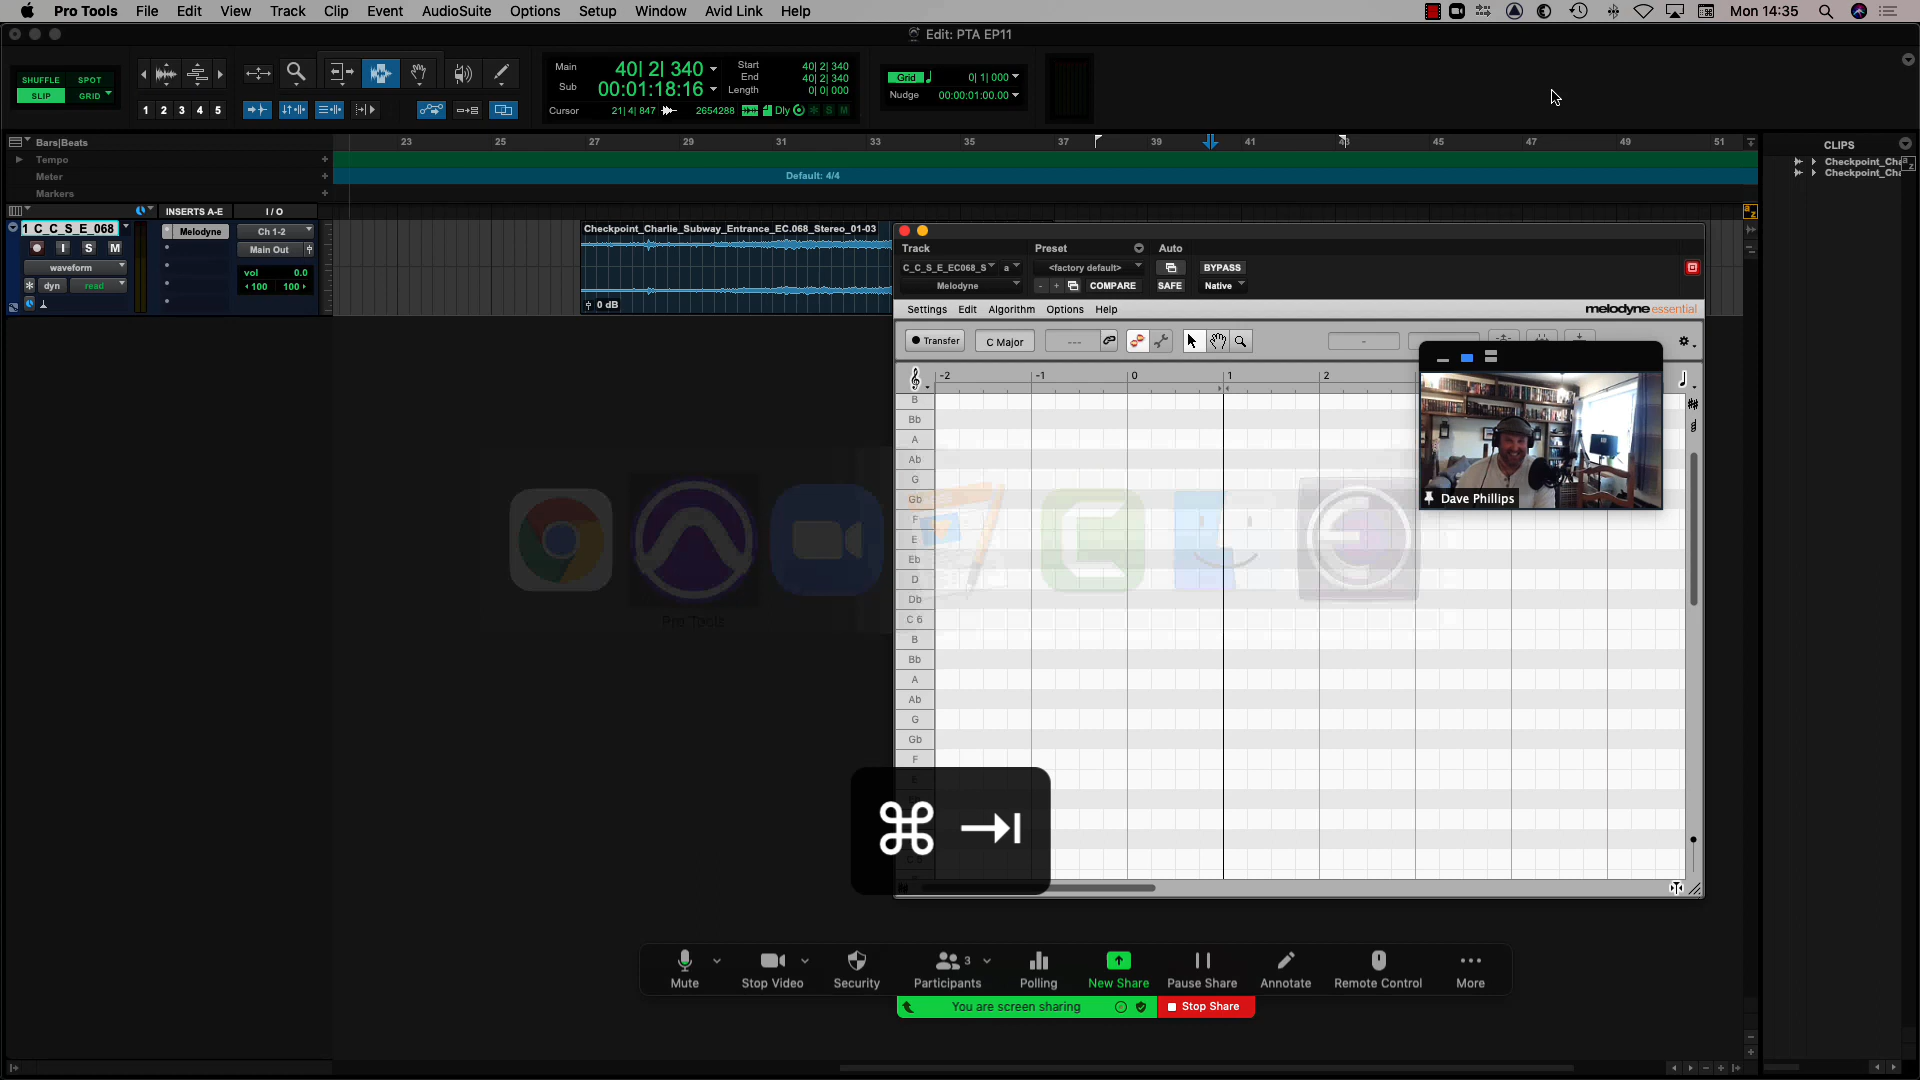 Pro Tools File Edit View Track Clip Event AudioSuite Options Setup Window Avid Link Help Mon 14:35
Edit: PTA EP11
SHUFFLE SPOT
SLIP GRID
1 2 3 4 5
Main 40| 2| 340
Sub 00:01:18:16
Cursor 21| 4| 847 2654288 Dly S M
Start 40| 2| 340
End 40| 2| 340
Length 0| 0| 000
Grid 0| 1| 000
Nudge 00:00:01:00.00
Bars|Beats 23 25 27 29 31 33 35 37 39 41 43 45 47 49 51
Tempo
Meter Default: 4/4
Markers
INSERTS A-E I / O
CLIPS
Checkpoint_Cha
Checkpoint_Cha
1 C_C_S_E_068 Melodyne Ch 1-2
I S M Main Out
waveform
vol 0.0
dyn read 100 100
Checkpoint_Charlie_Subway_Entrance_EC.068_Stereo_01-03
0 dB
Track Preset Auto
C_C_S_E_EC068_S a <factory default> BYPASS
Melodyne - + COMPARE SAFE Native
Settings Edit Algorithm Options Help melodyne essential
Transfer C Major --- -
-2 -1 0 1 2
B
Bb
A
Ab
G
Gb
F
E
Eb
D
Db
C 6
B
Bb
A
Ab
G
Gb
F
Dave Phillips
Pro Tools
Mute Stop Video Security Participants 3 Polling New Share Pause Share Annotate Remote Control More
You are screen sharing Stop Share